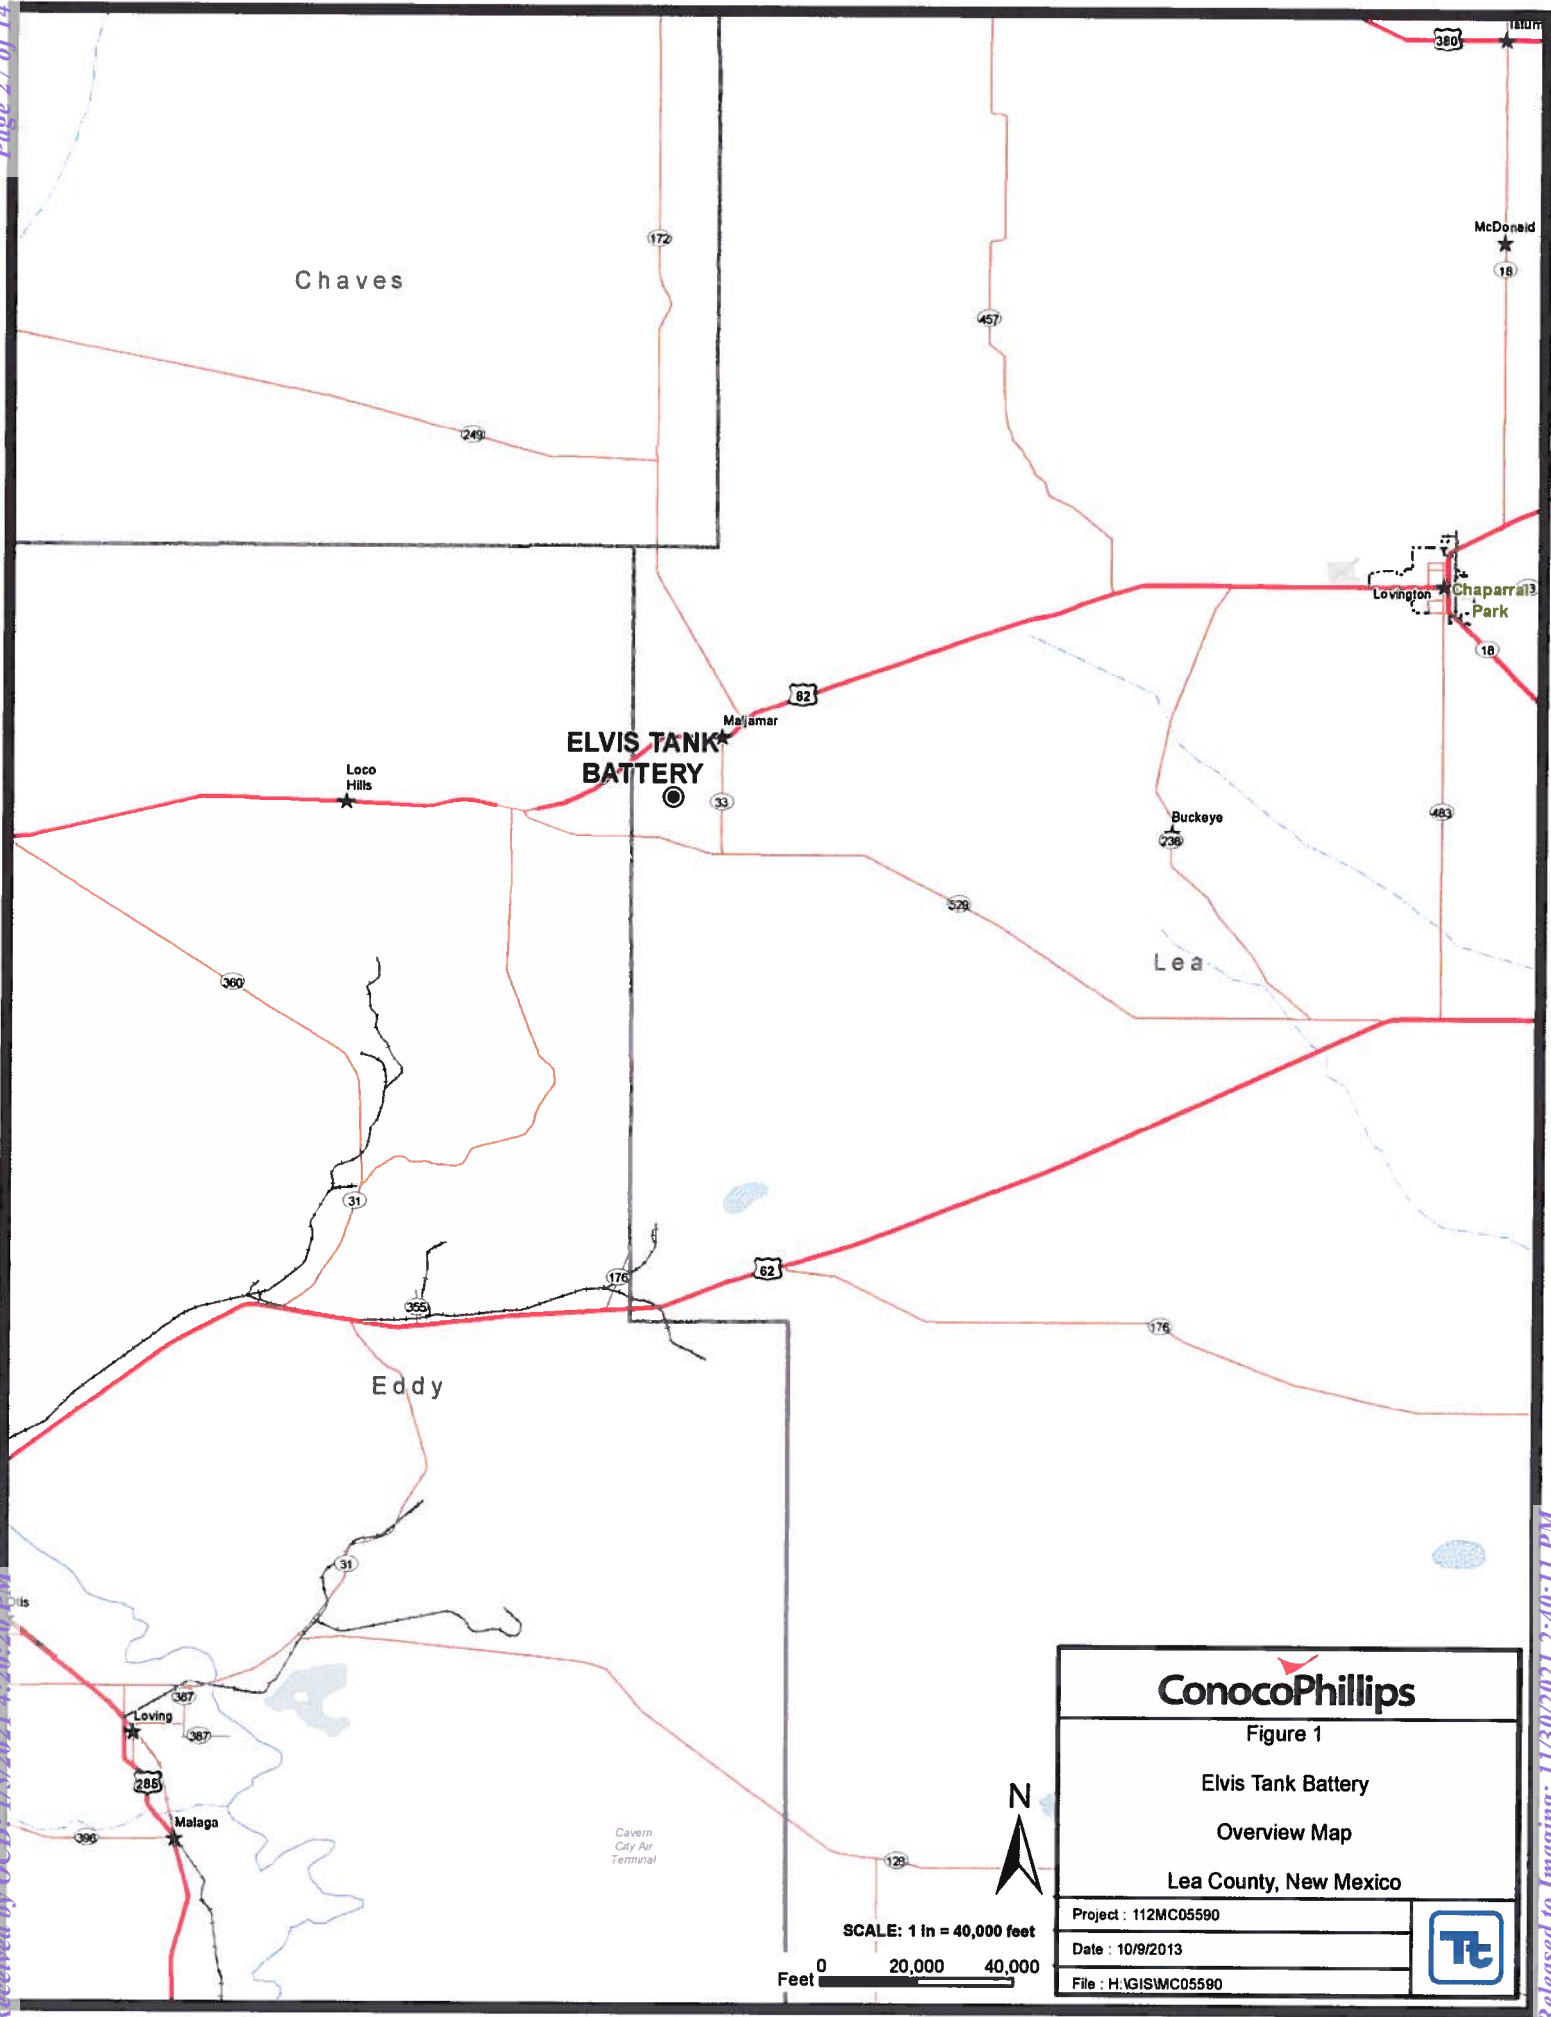 380
172
McDonald
18
Chaves
457
249
Lovington
Chaparral
Park
18
82
Maljamar
ELVIS TANK
BATTERY
Loco
Hills
33
Buckeye
238
483
529
Lea
360
31
176
62
355
176
Eddy
31
387
Loving
387
285
Malaga
396
Cavern
City Air
Terminal
128
N
SCALE: 1 in = 40,000 feet
Feet 0 20,000 40,000
ConocoPhillips
Figure 1
Elvis Tank Battery
Overview Map
Lea County, New Mexico
Project : 112MC05590
Date : 10/9/2013
File : H:\GIS\MC05590
Tt